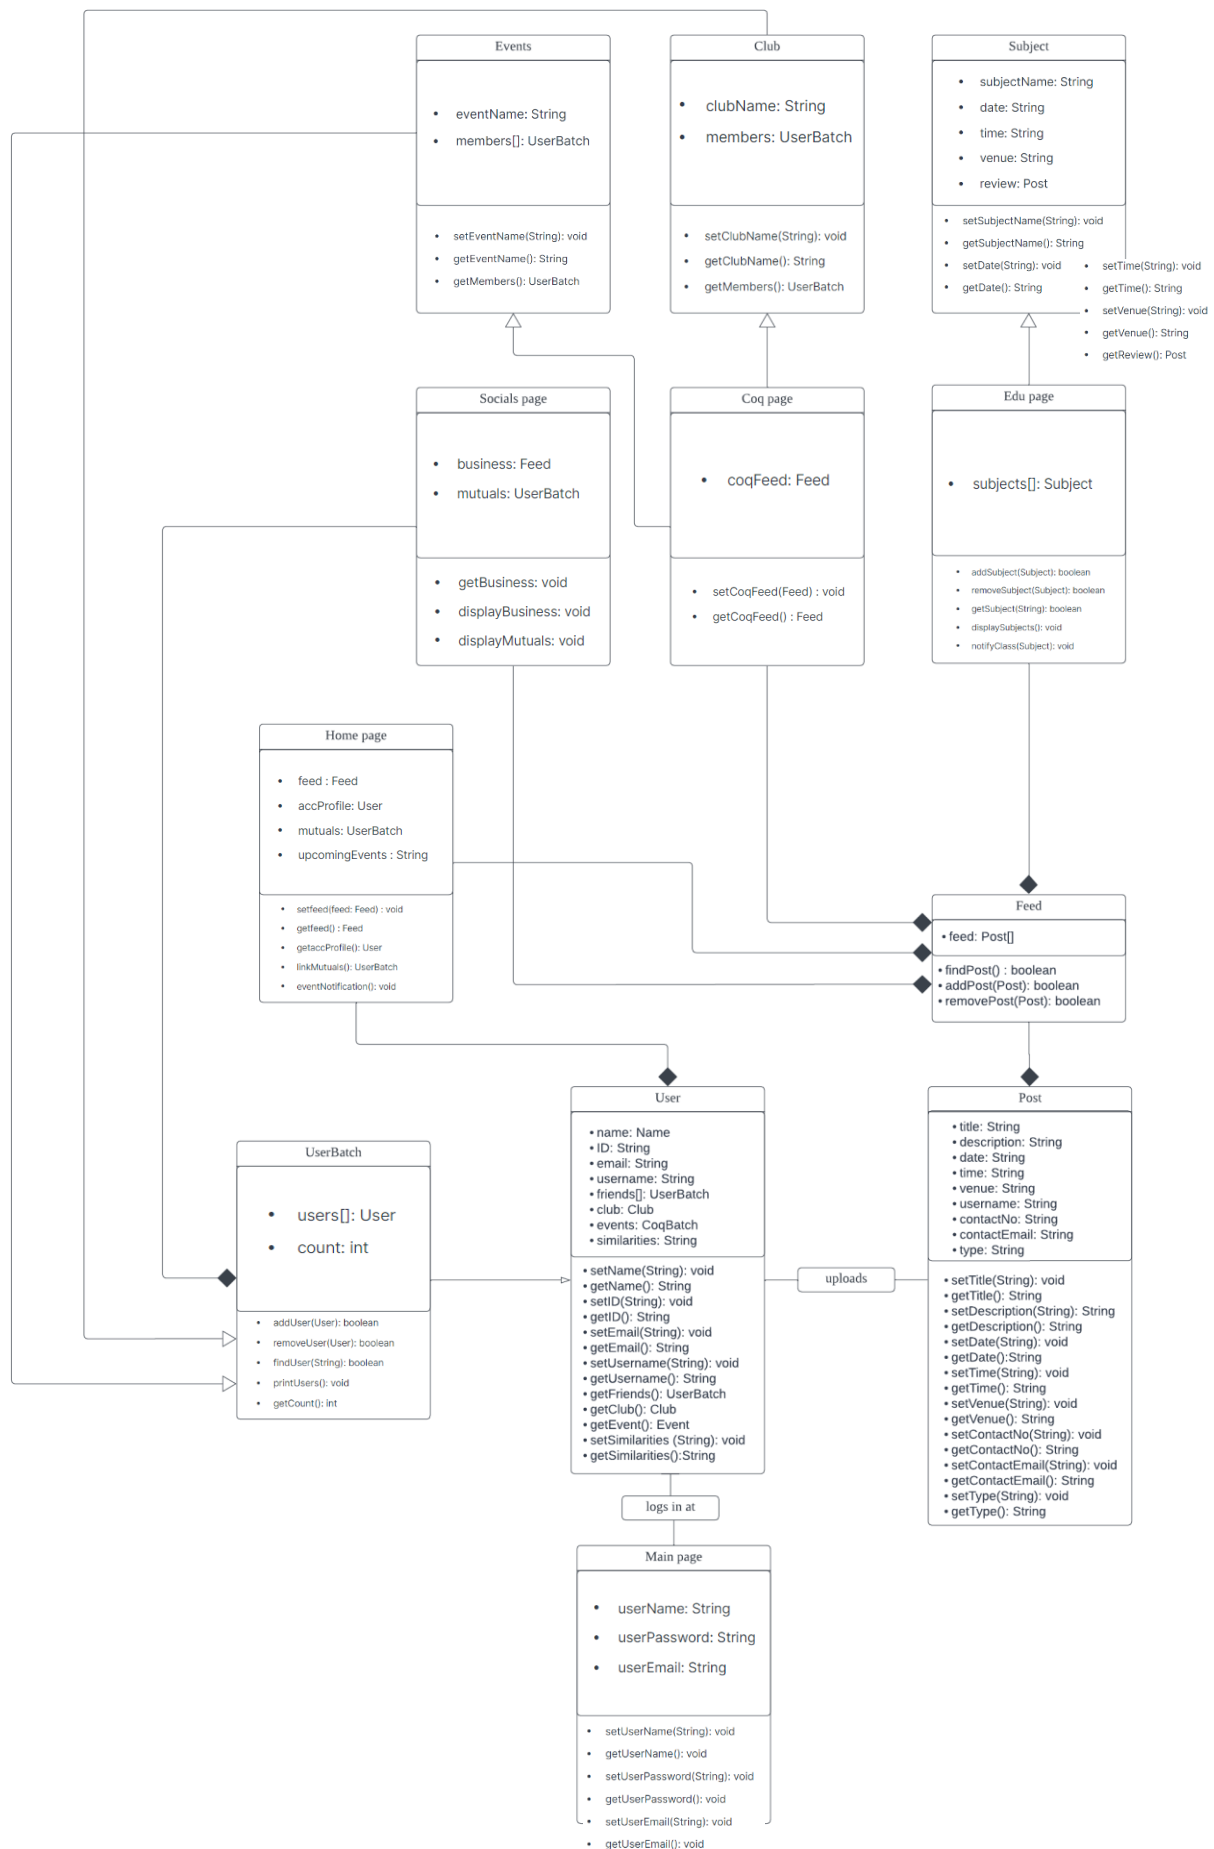 Events
• eventName: String
• members[]: UserBatch
• setEventName(String): void
• getEventName(): String
• getMembers(): UserBatch
Club
• clubName: String
• members: UserBatch
• setClubName(String): void
• getClubName(): String
• getMembers(): UserBatch
Subject
• subjectName: String
• date: String
• time: String
• venue: String
• review: Post
• setSubjectName(String): void
• getSubjectName(): String
• setDate(String): void
• getDate(): String
• setTime(String): void
• getTime(): String
• setVenue(String): void
• getVenue(): String
• getReview(): Post
Socials page
• business: Feed
• mutuals: UserBatch
• getBusiness: void
• displayBusiness: void
• displayMutuals: void
Coq page
• coqFeed: Feed
• setCoqFeed(Feed) : void
• getCoqFeed() : Feed
Edu page
• subjects[]: Subject
• addSubject(Subject): boolean
• removeSubject(Subject): boolean
• getSubject(String): boolean
• displaySubjects(): void
• notifyClass(Subject): void
Home page
• feed : Feed
• accProfile: User
• mutuals: UserBatch
• upcomingEvents : String
• setfeed(feed: Feed) : void
• getfeed() : Feed
• getaccProfile(): User
• linkMutuals(): UserBatch
• eventNotification(): void
Feed
• feed: Post[]
• findPost() : boolean
• addPost(Post): boolean
• removePost(Post): boolean
UserBatch
• users[]: User
• count: int
• addUser(User): boolean
• removeUser(User): boolean
• findUser(String): boolean
• printUsers(): void
• getCount(): int
User
• name: Name
• ID: String
• email: String
• username: String
• friends[]: UserBatch
• club: Club
• events: CoqBatch
• similarities: String
• setName(String): void
• getName(): String
• setID(String): void
• getID(): String
• setEmail(String): void
• getEmail(): String
• setUsername(String): void
• getUsername(): String
• getFriends(): UserBatch
• getClub(): Club
• getEvent(): Event
• setSimilarities (String): void
• getSimilarities():String
uploads
Post
• title: String
• description: String
• date: String
• time: String
• venue: String
• username: String
• contactNo: String
• contactEmail: String
• type: String
• setTitle(String): void
• getTitle(): String
• setDescription(String): String
• getDescription(): String
• setDate(String): void
• getDate():String
• setTime(String): void
• getTime(): String
• setVenue(String): void
• getVenue(): String
• setContactNo(String): void
• getContactNo(): String
• setContactEmail(String): void
• getContactEmail(): String
• setType(String): void
• getType(): String
logs in at
Main page
• userName: String
• userPassword: String
• userEmail: String
• setUserName(String): void
• getUserName(): void
• setUserPassword(String): void
• getUserPassword(): void
• setUserEmail(String): void
• getUserEmail(): void